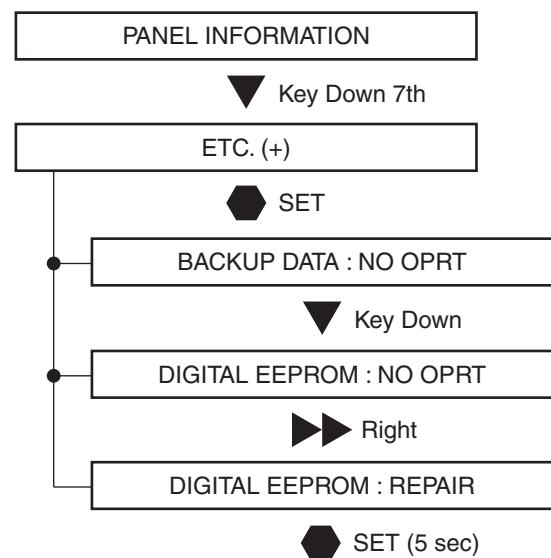 PANEL INFORMATION
Key Down 7th
ETC. (+)
SET
BACKUP DATA : NO OPRT
Key Down
DIGITAL EEPROM : NO OPRT
Right
DIGITAL EEPROM : REPAIR
SET (5 sec)